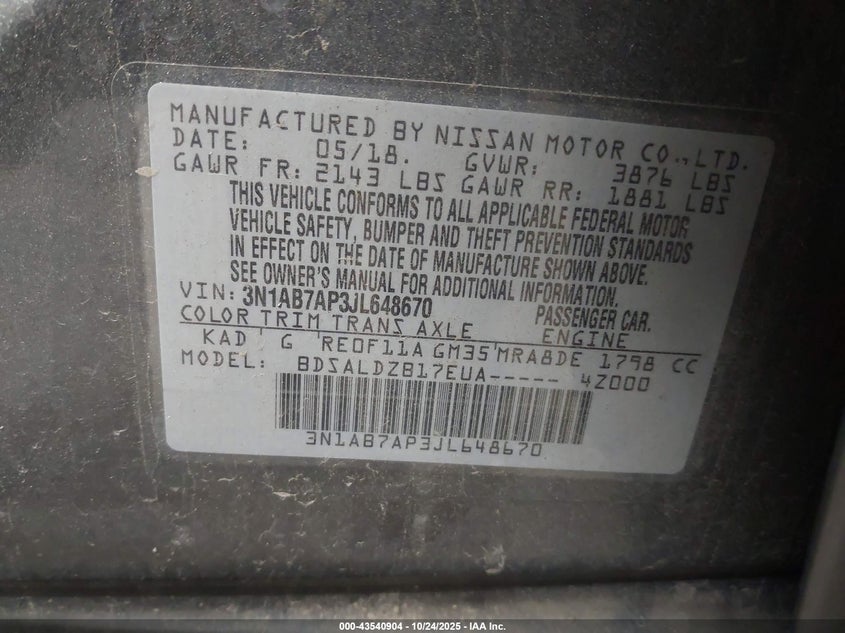 MANUFACTURED BY NISSAN MOTOR CO.,LTD.
DATE: 05/18. GVWR: 3876 LBS
GAWR FR: 2143 LBS GAWR RR: 1881 LBS
THIS VEHICLE CONFORMS TO ALL APPLICABLE FEDERAL MOTOR
VEHICLE SAFETY, BUMPER AND THEFT PREVENTION STANDARDS
IN EFFECT ON THE DATE OF MANUFACTURE SHOWN ABOVE.
SEE OWNER'S MANUAL FOR ADDITIONAL INFORMATION.
VIN: 3N1AB7AP3JL648670 PASSENGER CAR.
COLOR TRIM TRANS AXLE ENGINE
KAD G RE0F11A GM35 MRA8DE 1798 CC
MODEL: BDSALDZB17EUA----- 4Z000
3N1AB7AP3JL648670
000-43540904 | 10/24/2025 - IAA Inc.